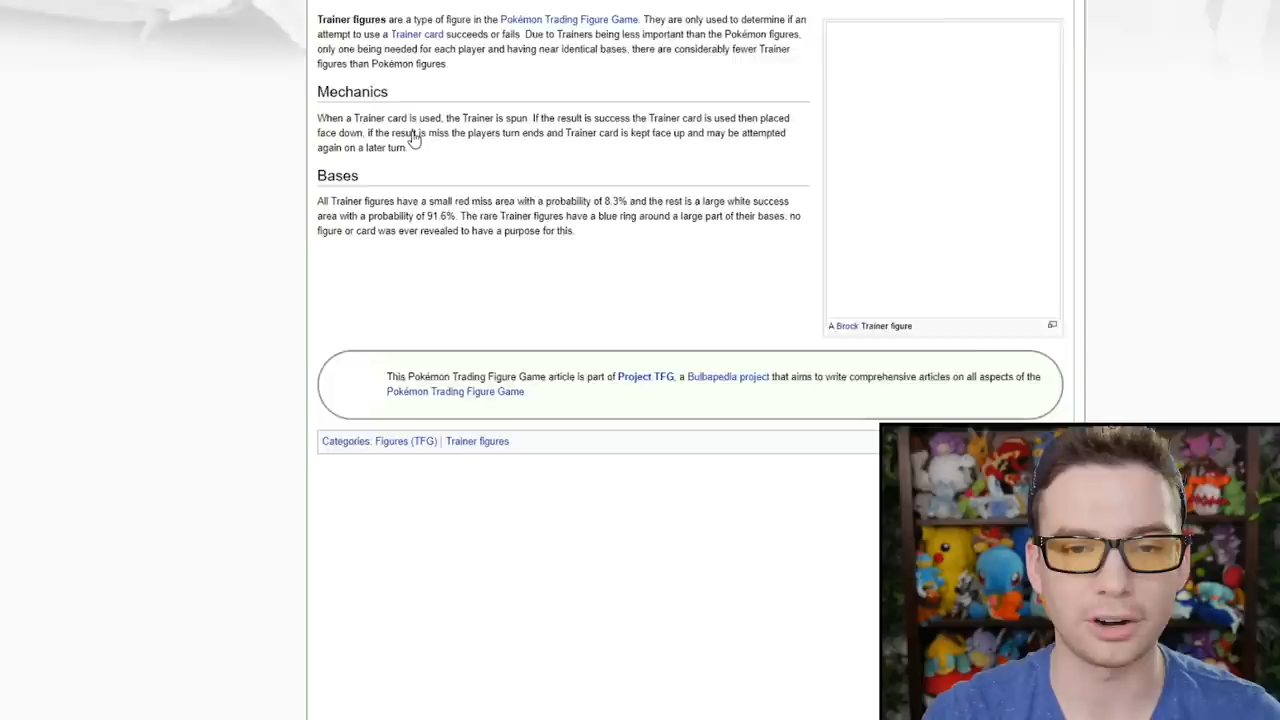 Trainer figures are a type of figure in the Pokémon Trading Figure Game. They are only used to determine if an
attempt to use a Trainer card succeeds or fails. Due to Trainers being less important than the Pokémon figures,
only one being needed for each player and having near identical bases, there are considerably fewer Trainer
figures than Pokémon figures.
Mechanics
When a Trainer card is used, the Trainer is spun. If the result is success the Trainer card is used then placed
face down, if the result is miss the players turn ends and Trainer card is kept face up and may be attempted
again on a later turn.
Bases
All Trainer figures have a small red miss area with a probability of 8.3% and the rest is a large white success
area with a probability of 91.6%. The rare Trainer figures have a blue ring around a large part of their bases, no
figure or card was ever revealed to have a purpose for this.
A Brock Trainer figure
This Pokémon Trading Figure Game article is part of Project TFG, a Bulbapedia project that aims to write comprehensive articles on all aspects of the
Pokémon Trading Figure Game
Categories: Figures (TFG) | Trainer figures